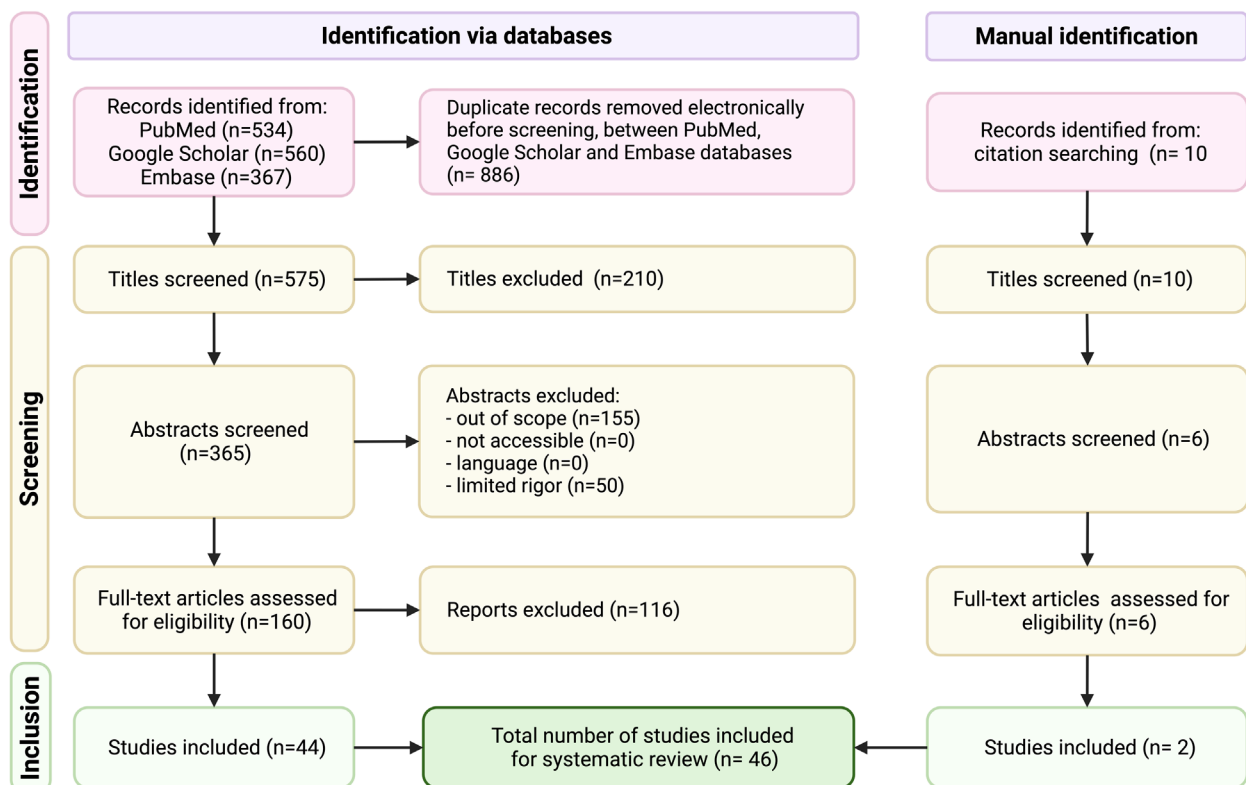 Identification via databases
Manual identification
Identification
Records identified from:
PubMed (n=534)
Google Scholar (n=560)
Embase (n=367)
Duplicate records removed electronically
before screening, between PubMed,
Google Scholar and Embase databases
(n= 886)
Records identified from:
citation searching  (n= 10
Screening
Titles screened (n=575)
Titles excluded  (n=210)
Titles screened (n=10)
Abstracts screened
(n=365)
Abstracts excluded:
- out of scope (n=155)
- not accessible (n=0)
- language (n=0)
- limited rigor (n=50)
Abstracts screened (n=6)
Full-text articles assessed
for eligibility (n=160)
Reports excluded (n=116)
Full-text articles  assessed for
eligibility (n=6)
Inclusion
Studies included (n=44)
Total number of studies included
for systematic review (n= 46)
Studies included (n= 2)